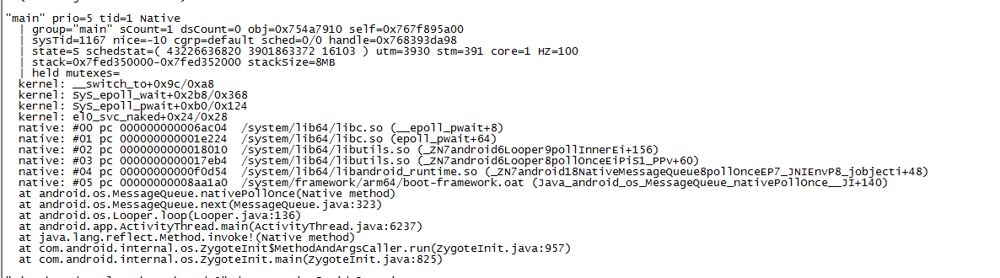 "main" prio=5 tid=1 Native
  | group="main" sCount=1 dsCount=0 obj=0x754a7910 self=0x767f895a00
  | sysTid=1167 nice=-10 cgrp=default sched=0/0 handle=0x768393da98
  | state=S schedstat=( 43226636820 3901863372 16103 ) utm=3930 stm=391 core=1 HZ=100
  | stack=0x7fed350000-0x7fed352000 stackSize=8MB
  | held mutexes=
  kernel: __switch_to+0x9c/0xa8
  kernel: SyS_epoll_wait+0x2b8/0x368
  kernel: SyS_epoll_pwait+0xb0/0x124
  kernel: el0_svc_naked+0x24/0x28
  native: #00 pc 000000000006ac04  /system/lib64/libc.so (__epoll_pwait+8)
  native: #01 pc 000000000001e224  /system/lib64/libc.so (epoll_pwait+64)
  native: #02 pc 0000000000018010  /system/lib64/libutils.so (_ZN7android6Looper9pollInnerEi+156)
  native: #03 pc 0000000000017eb4  /system/lib64/libutils.so (_ZN7android6Looper8pollOnceEiPiS1_PPv+60)
  native: #04 pc 00000000000f0d54  /system/lib64/libandroid_runtime.so (_ZN7android18NativeMessageQueue8pollOnceEP7_JNIEnvP8_jobjecti+48)
  native: #05 pc 00000000008aa1a0  /system/framework/arm64/boot-framework.oat (Java_android_os_MessageQueue_nativePollOnce__JI+140)
  at android.os.MessageQueue.nativePollOnce(Native method)
  at android.os.MessageQueue.next(MessageQueue.java:323)
  at android.os.Looper.loop(Looper.java:136)
  at android.app.ActivityThread.main(ActivityThread.java:6237)
  at java.lang.reflect.Method.invoke!(Native method)
  at com.android.internal.os.ZygoteInit$MethodAndArgsCaller.run(ZygoteInit.java:957)
  at com.android.internal.os.ZygoteInit.main(ZygoteInit.java:825)